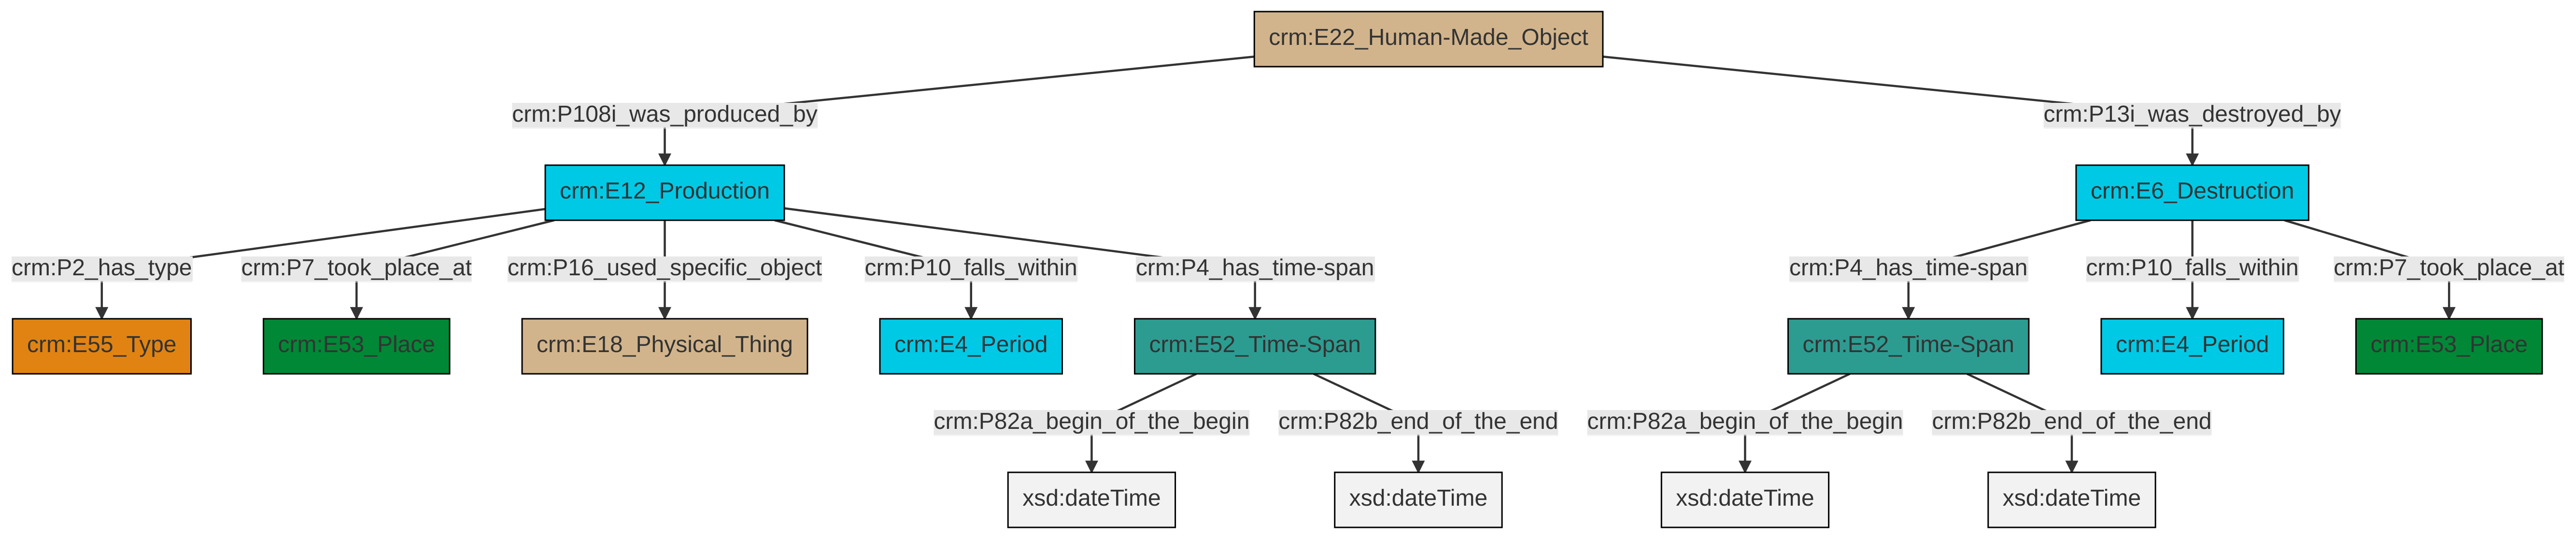 crm:E22_Human-Made_Object
crm:P108i_was_produced_by
crm:P13i_was_destroyed_by
crm:E12_Production
crm:E6_Destruction
crm:P2_has_type
crm:P7_took_place_at
crm:P16_used_specific_object
crm:P10_falls_within
crm:P4_has_time-span
crm:P4_has_time-span
crm:P10_falls_within
crm:P7_took_place_at
crm:E55_Type
crm:E53_Place
crm:E18_Physical_Thing
crm:E4_Period
crm:E52_Time-Span
crm:E52_Time-Span
crm:E4_Period
crm:E53_Place
crm:P82a_begin_of_the_begin
crm:P82b_end_of_the_end
crm:P82a_begin_of_the_begin
crm:P82b_end_of_the_end
xsd:dateTime
xsd:dateTime
xsd:dateTime
xsd:dateTime